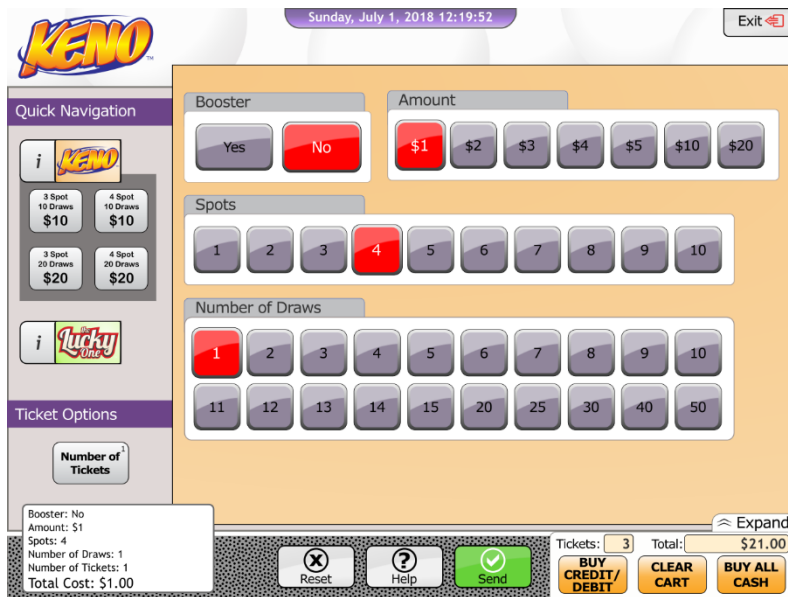 Sunday, July 1, 2018 12:19:52
Exit
KENO™
Quick Navigation
i KENO
3 Spot
10 Draws
$10
4 Spot
10 Draws
$10
3 Spot
20 Draws
$20
4 Spot
20 Draws
$20
i the Lucky One
Ticket Options
Number of 1
Tickets
Booster
Yes No
Amount
$1 $2 $3 $4 $5 $10 $20
Spots
1 2 3 4 5 6 7 8 9 10
Number of Draws
1 2 3 4 5 6 7 8 9 10
11 12 13 14 15 20 25 30 40 50
Booster: No
Amount: $1
Spots: 4
Number of Draws: 1
Number of Tickets: 1
Total Cost: $1.00
Reset
Help
Send
Expand
Tickets: 3 Total: $21.00
BUY
CREDIT/
DEBIT
CLEAR
CART
BUY ALL
CASH